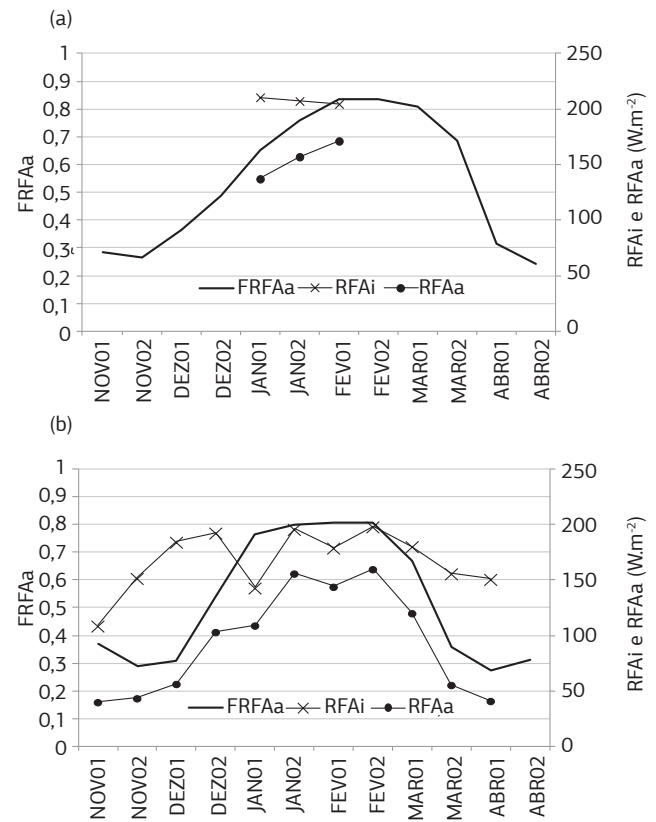 (a)
1
0,9
0,8
0,7
0,6
0,5
0,4
0,3
0,2
0,1
0
FRFAa
250
200
150
100
50
0
RFAi e RFAa (W.m-2)
FRFAa RFAi RFAa
NOV01
NOV02
DEZ01
DEZ02
JAN01
JAN02
FEV01
FEV02
MAR01
MAR02
ABR01
ABR02
(b)
1
0,9
0,8
0,7
0,6
0,5
0,4
0,3
0,2
0,1
0
FRFAa
250
200
150
100
50
0
RFAi e RFAa (W.m-2)
FRFAa RFAi RFAa
NOV01
NOV02
DEZ01
DEZ02
JAN01
JAN02
FEV01
FEV02
MAR01
MAR02
ABR01
ABR02